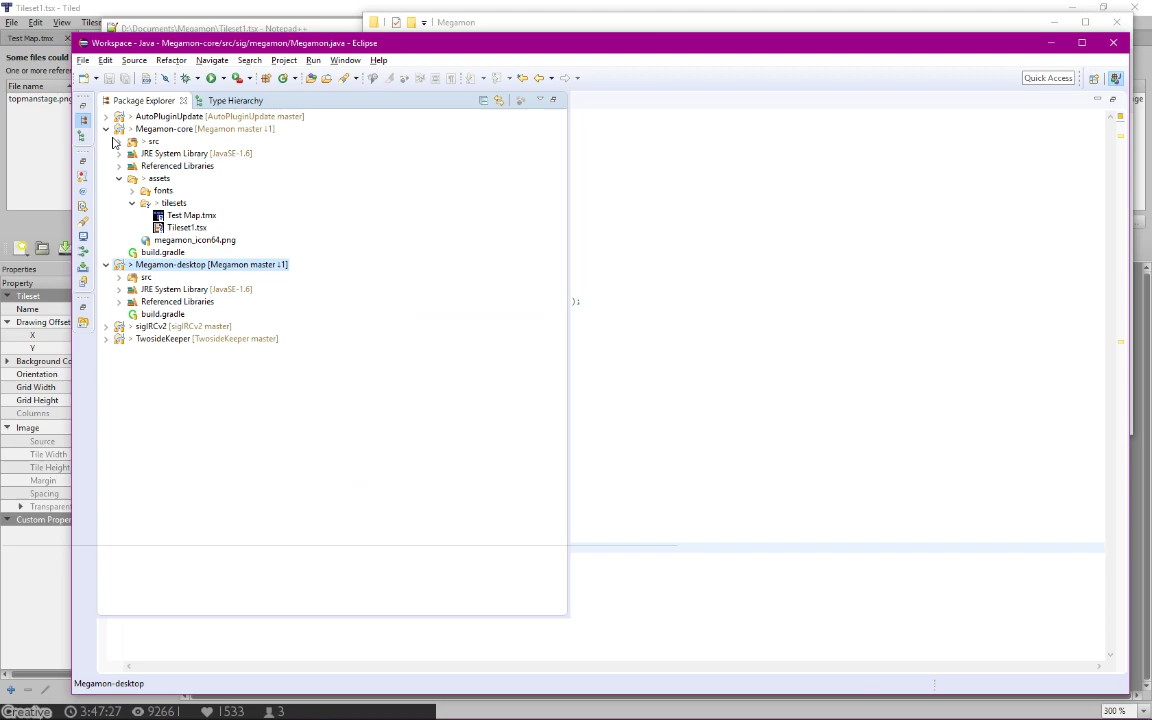 Tileset1.tsx - Tiled
File Edit View
D:\Documents\Megamon\Tileset1.tsx - Notepad++
Megamon
Test Map.tmx
Some files could
File name
topmanstage.png
Workspace - Java - Megamon-core/src/sig/megamon/Megamon.java - Eclipse
File Edit Source Refactor Navigate Search Project Run Window Help
Quick Access
Package Explorer Type Hierarchy
> AutoPluginUpdate [AutoPluginUpdate master]
> Megamon-core [Megamon master ↓1]
> src
JRE System Library [JavaSE-1.6]
Referenced Libraries
> assets
fonts
> tilesets
Test Map.tmx
Tileset1.tsx
megamon_icon64.png
build.gradle
> Megamon-desktop [Megamon master ↓1]
src
JRE System Library [JavaSE-1.6]
Referenced Libraries
build.gradle
> sigIRCv2 [sigIRCv2 master]
> TwosideKeeper [TwosideKeeper master]
);
Properties
Property
Tileset
Name
Drawing Offset
X
Y
Background Co
Orientation
Grid Width
Grid Height
Columns
Image
Source
Tile Width
Tile Height
Margin
Spacing
Transparen
Custom Proper
Megamon-desktop
Creative 3:47:27 9266 1533 3
300 %